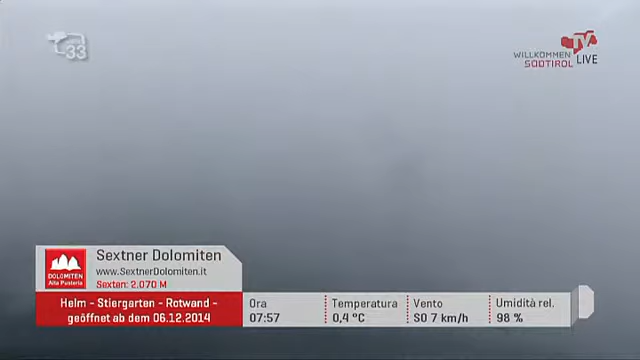 33
TV
WILLKOMMEN
SÜDTIROL LIVE
Sextner Dolomiten
www.SextnerDolomiten.it
Sexten: 2.070 M
DOLOMITEN
Alta Pusteria
Helm - Stiergarten - Rotwand -
geöffnet ab dem 06.12.2014
Ora
07:57
Temperatura
0,4 °C
Vento
SO 7 km/h
Umidità rel.
98 %